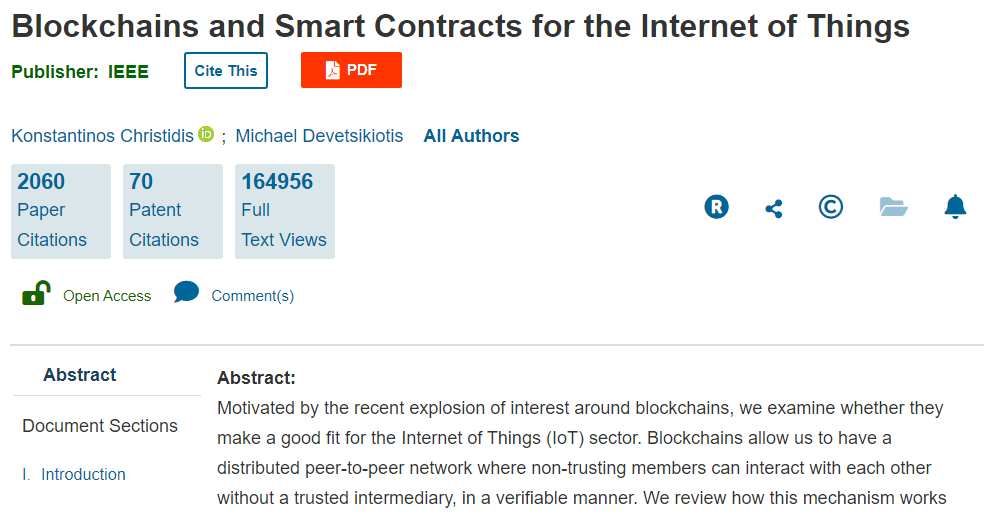 Blockchains and Smart Contracts for the Internet of Things
Publisher: IEEE
Cite This
PDF
Konstantinos Christidis iD ; Michael Devetsikiotis All Authors
2060
Paper
Citations
70
Patent
Citations
164956
Full
Text Views
R
C
Open Access
Comment(s)
Abstract
Document Sections
I. Introduction
Abstract:
Motivated by the recent explosion of interest around blockchains, we examine whether they
make a good fit for the Internet of Things (IoT) sector. Blockchains allow us to have a
distributed peer-to-peer network where non-trusting members can interact with each other
without a trusted intermediary, in a verifiable manner. We review how this mechanism works